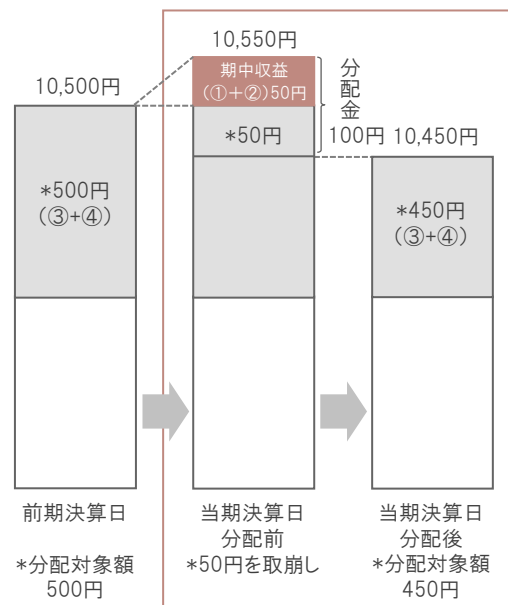 10,550円
10,500円
期中収益
(①+②)50円
分配金
*50円
100円
10,450円
*500円
(③+④)
*450円
(③+④)
前期決算日
*分配対象額
500円
当期決算日
分配前
*50円を取崩し
当期決算日
分配後
*分配対象額
450円